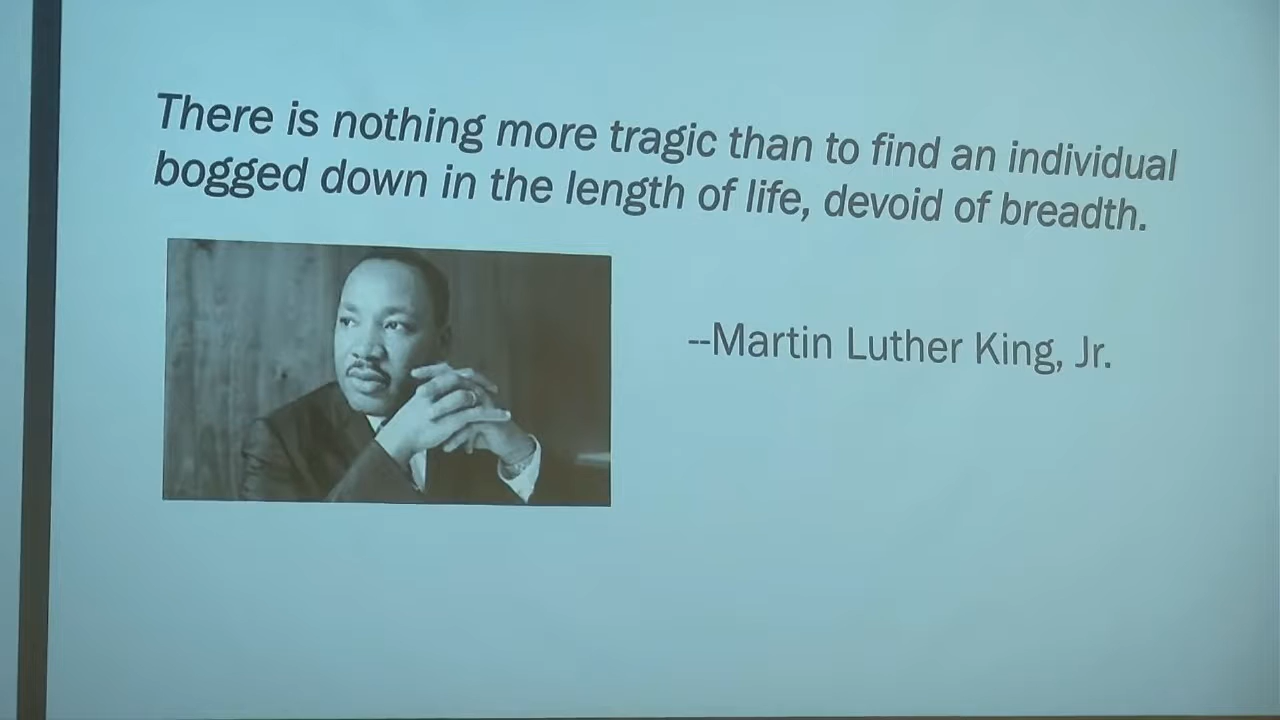 There is nothing more tragic than to find an individual
bogged down in the length of life, devoid of breadth.
--Martin Luther King, Jr.